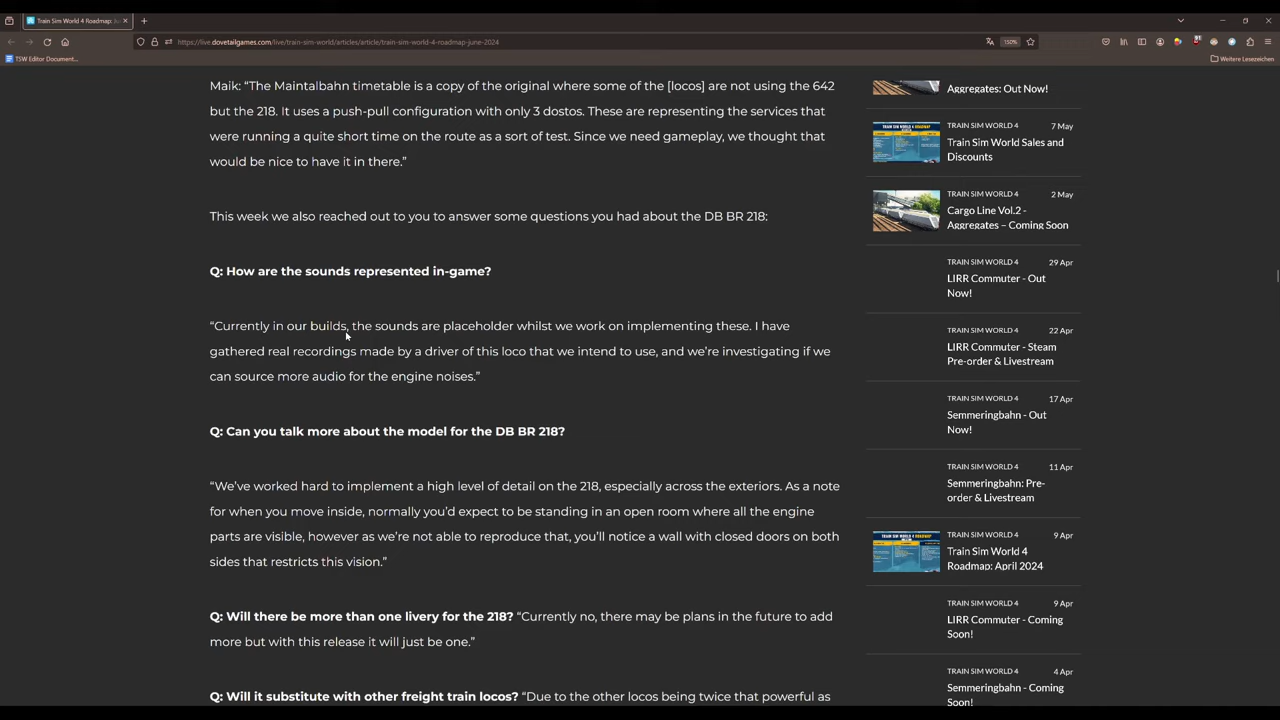 Train Sim World 4 Roadmap: Ju
https://live.dovetailgames.com/live/train-sim-world/articles/article/train-sim-world-4-roadmap-june-2024
150%
TSW Editor Document...
Weitere Lesezeichen
Maik: “The Maintalbahn timetable is a copy of the original where some of the [locos] are not using the 642
but the 218. It uses a push-pull configuration with only 3 dostos. These are representing the services that
were running a quite short time on the route as a sort of test. Since we need gameplay, we thought that
would be nice to have it in there.”
This week we also reached out to you to answer some questions you had about the DB BR 218:
Q: How are the sounds represented in-game?
“Currently in our builds, the sounds are placeholder whilst we work on implementing these. I have
gathered real recordings made by a driver of this loco that we intend to use, and we’re investigating if we
can source more audio for the engine noises.”
Q: Can you talk more about the model for the DB BR 218?
“We’ve worked hard to implement a high level of detail on the 218, especially across the exteriors. As a note
for when you move inside, normally you’d expect to be standing in an open room where all the engine
parts are visible, however as we’re not able to reproduce that, you’ll notice a wall with closed doors on both
sides that restricts this vision.”
Q: Will there be more than one livery for the 218? “Currently no, there may be plans in the future to add
more but with this release it will just be one.”
Q: Will it substitute with other freight train locos? “Due to the other locos being twice that powerful as
Aggregates: Out Now!
TRAIN SIM WORLD 4 7 May
Train Sim World Sales and
Discounts
TRAIN SIM WORLD 4 2 May
Cargo Line Vol.2 -
Aggregates – Coming Soon
TRAIN SIM WORLD 4 29 Apr
LIRR Commuter - Out
Now!
TRAIN SIM WORLD 4 22 Apr
LIRR Commuter - Steam
Pre-order & Livestream
TRAIN SIM WORLD 4 17 Apr
Semmeringbahn - Out
Now!
TRAIN SIM WORLD 4 11 Apr
Semmeringbahn: Pre-
order & Livestream
TRAIN SIM WORLD 4 9 Apr
Train Sim World 4
Roadmap: April 2024
TRAIN SIM WORLD 4 9 Apr
LIRR Commuter - Coming
Soon!
TRAIN SIM WORLD 4 4 Apr
Semmeringbahn - Coming
Soon!